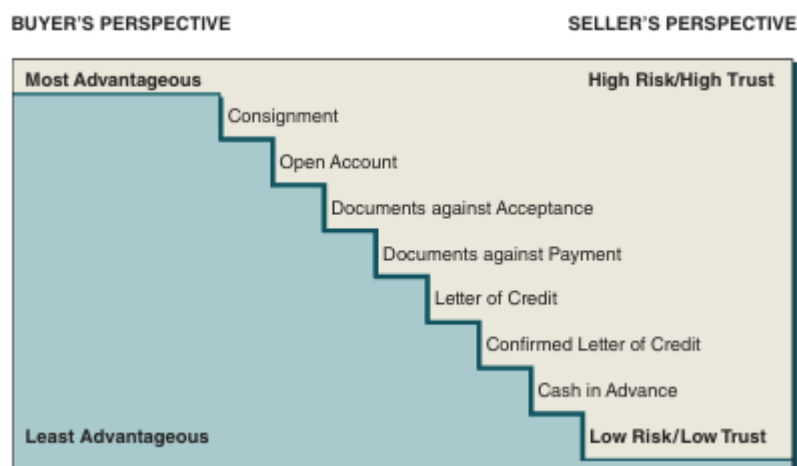 BUYER'S PERSPECTIVE SELLER'S PERSPECTIVE
Most Advantageous High Risk/High Trust
Consignment
Open Account
Documents against Acceptance
Documents against Payment
Letter of Credit
Confirmed Letter of Credit
Cash in Advance
Least Advantageous Low Risk/Low Trust